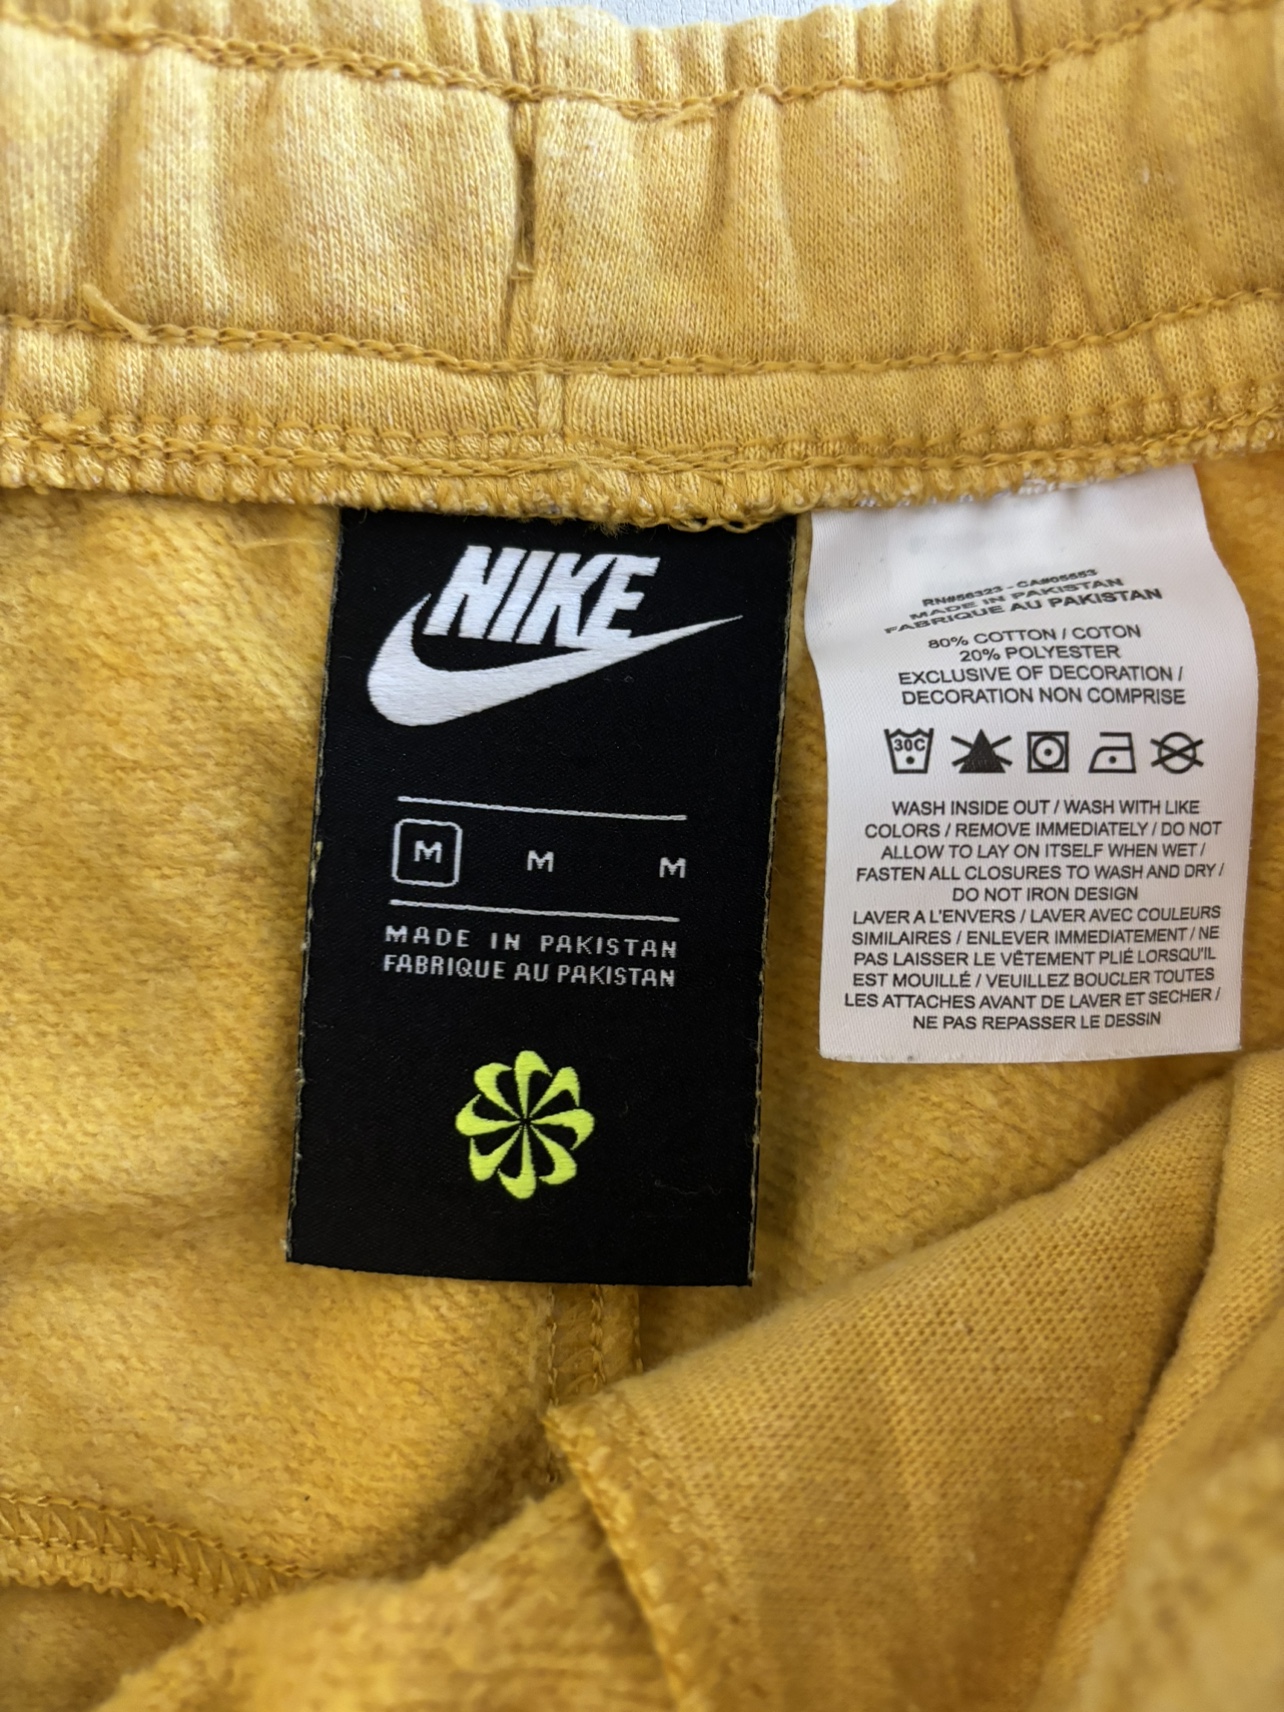 NIKE
M M M
MADE IN PAKISTAN
FABRIQUE AU PAKISTAN
RN#56323 - CA#05553
MADE IN PAKISTAN
FABRIQUE AU PAKISTAN
80% COTTON / COTON
20% POLYESTER
EXCLUSIVE OF DECORATION /
DECORATION NON COMPRISE
30C
WASH INSIDE OUT / WASH WITH LIKE
COLORS / REMOVE IMMEDIATELY / DO NOT
ALLOW TO LAY ON ITSELF WHEN WET /
FASTEN ALL CLOSURES TO WASH AND DRY /
DO NOT IRON DESIGN
LAVER A L'ENVERS / LAVER AVEC COULEURS
SIMILAIRES / ENLEVER IMMEDIATEMENT / NE
PAS LAISSER LE VÊTEMENT PLIÉ LORSQU'IL
EST MOUILLÉ / VEUILLEZ BOUCLER TOUTES
LES ATTACHES AVANT DE LAVER ET SECHER /
NE PAS REPASSER LE DESSIN